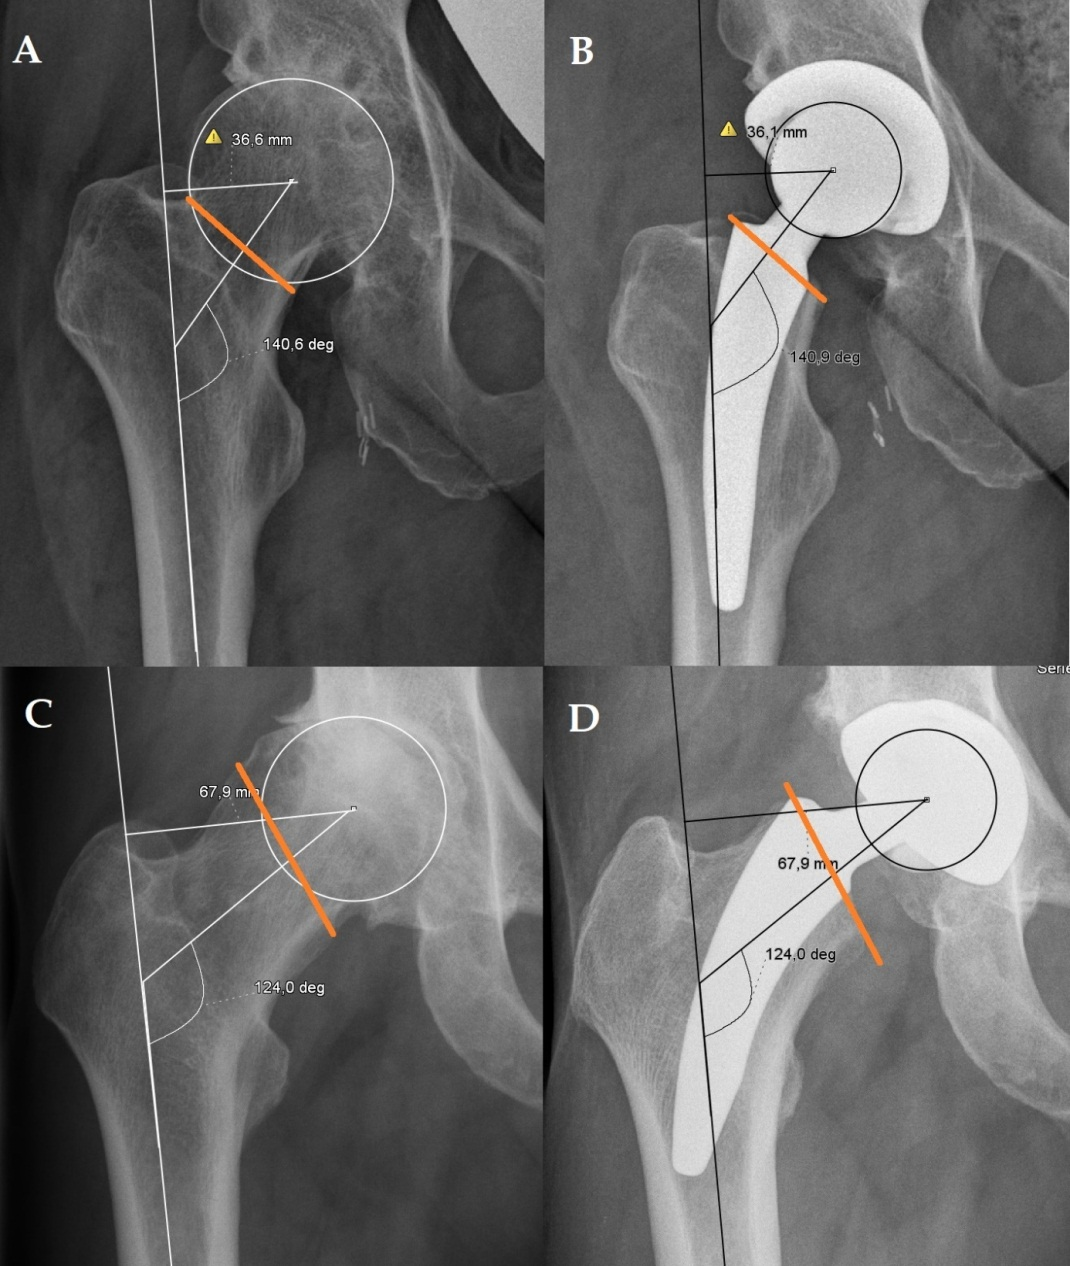 A
36,6 mm
140,6 deg
B
36,1 mm
140,9 deg
C
67,9 mm
124,0 deg
D
67,9 mm
124,0 deg